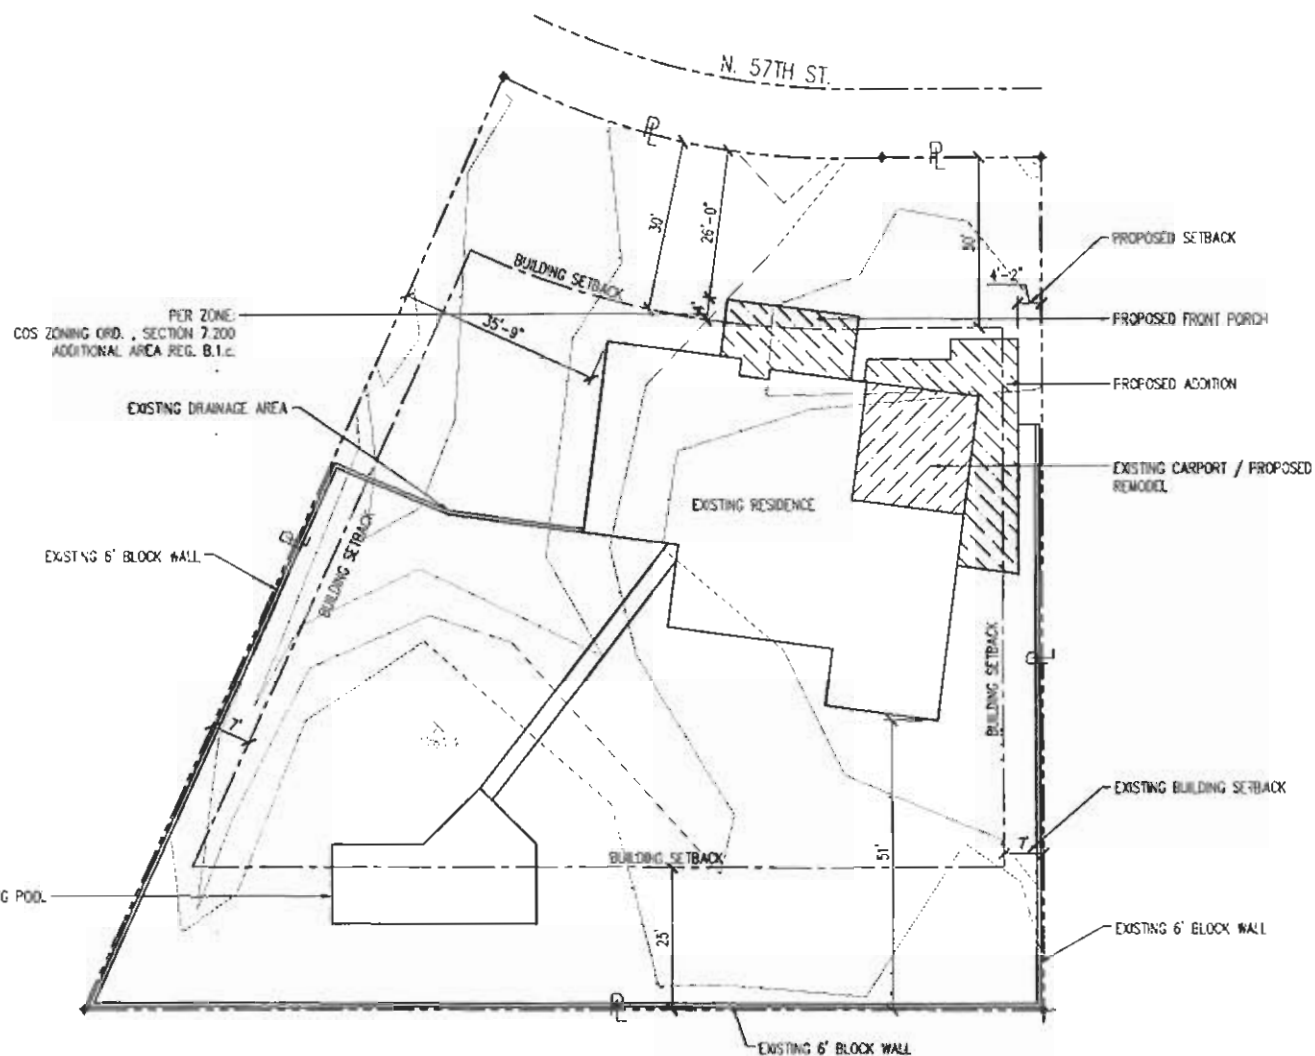 N. 57TH ST.
PL
PL
30'
26'-0"
30'
PROPOSED SETBACK
4'-2"
BUILDING SETBACK
4'
PER ZONE:
COS ZONING ORD. , SECTION 7.200
ADDITIONAL AREA REG. B.1.c.
35'-9"
PROPOSED FRONT PORCH
PROPOSED ADDITION
EXISTING DRAINAGE AREA
EXISTING CARPORT / PROPOSED
REMODEL
EXISTING RESIDENCE
EXISTING 6' BLOCK WALL
PL
BUILDING SETBACK
BUILDING SETBACK
PL
7'
EXISTING BUILDING SETBACK
7'
BUILDING SETBACK
51'
G POOL
25'
EXISTING 6' BLOCK WALL
PL
EXISTING 6' BLOCK WALL